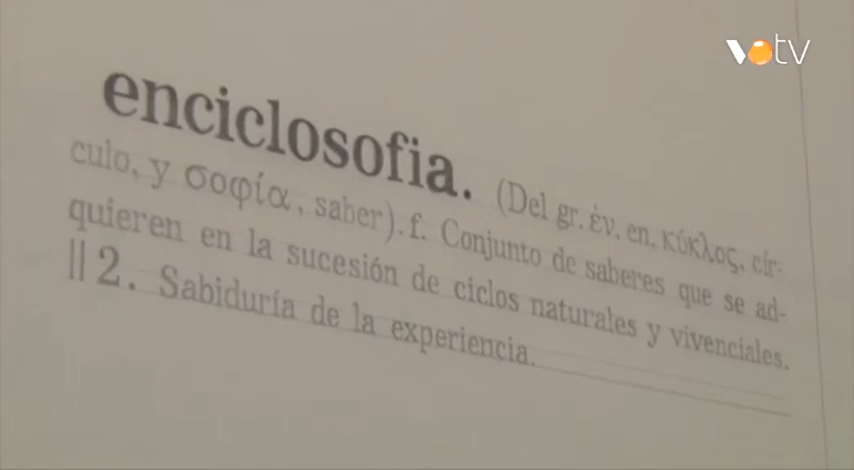 votv
enciclosofia. (Del gr. ἐν, en, κύκλος, cír-
culo, y σοφία, saber). f. Conjunto de saberes que se ad-
quieren en la sucesión de ciclos naturales y vivenciales.
|| 2. Sabiduría de la experiencia.